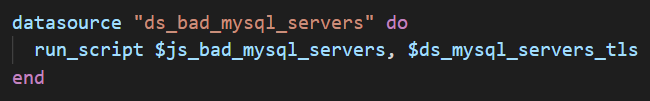 datasource "ds_bad_mysql_servers" do
  run_script $js_bad_mysql_servers, $ds_mysql_servers_tls
end